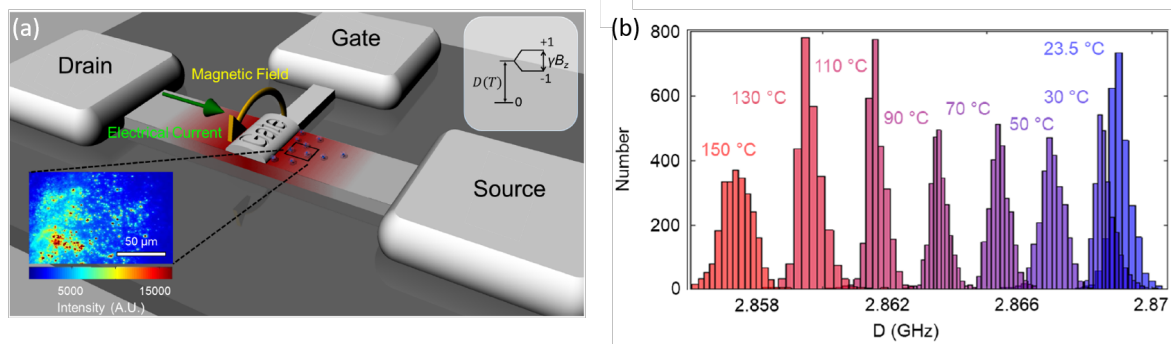 (a)
Drain
Gate
Magnetic Field
Electrical Current
Gate
Source
+1
γB_z
-1
D(T)
0
50 μm
5000 15000
Intensity (A.U.)
(b)
800
600
400
200
0
Number
150 °C
130 °C
110 °C
90 °C
70 °C
50 °C
30 °C
23.5 °C
2.858 2.862 2.866 2.87
D (GHz)